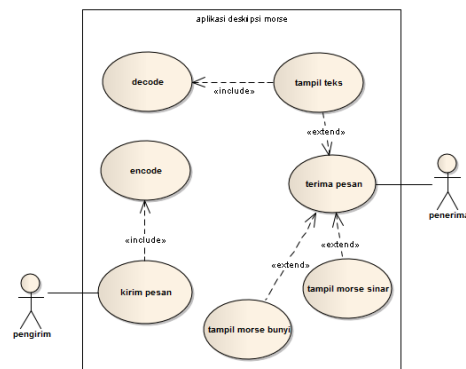 aplikasi deskipsi morse
decode
tampil teks
«include»
«extend»
encode
terima pesan
penerima
«include»
«extend»
«extend»
kirim pesan
tampil morse sinar
tampil morse bunyi
pengirim